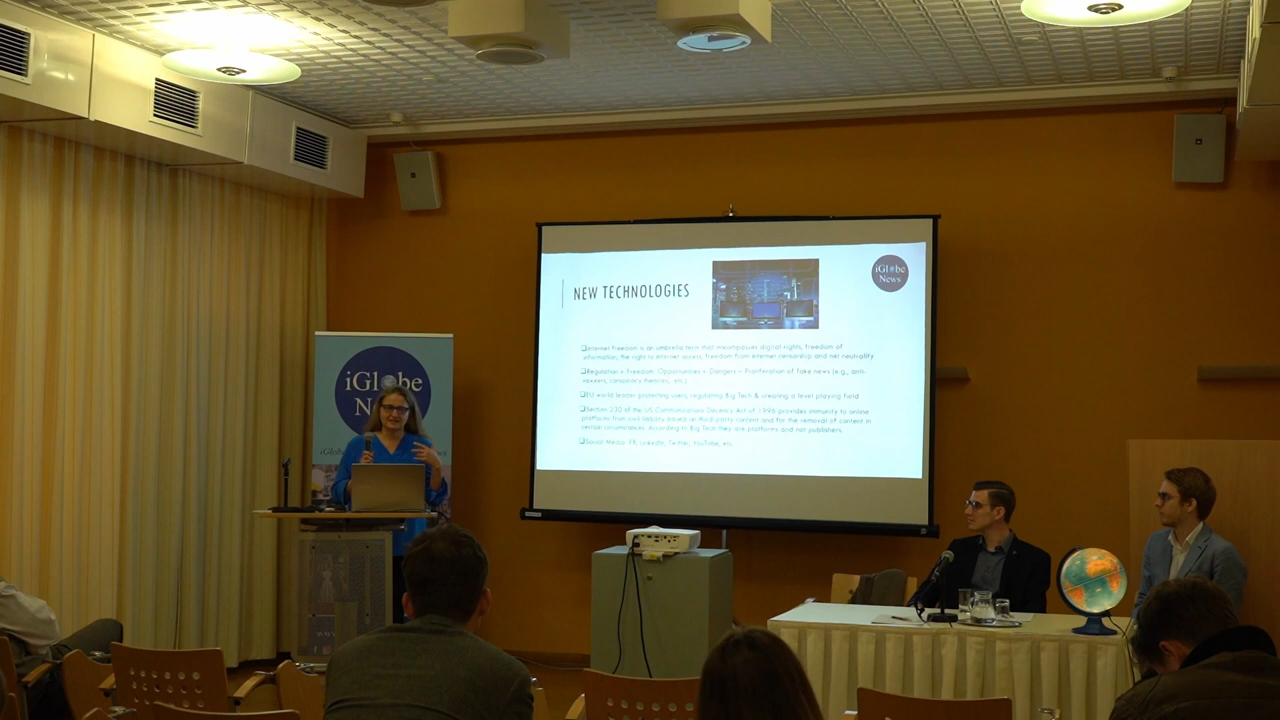 iGlobe
News
NEW TECHNOLOGIES
❑Internet freedom is an umbrella term that encompasses digital rights, freedom of
information, the right to internet access, freedom from internet censorship and net neutrality
❑Regulation v Freedom: Opportunities v Dangers – Proliferation of fake news (e.g., anti-
vaxxers, conspiracy theories, etc.)
❑EU world leader protecting users, regulating Big Tech & creating a level playing field
❑Section 230 of the US Communications Decency Act of 1996 provides immunity to online
platforms from civil liability based on third-party content and for the removal of content in
certain circumstances. According to Big Tech they are platforms and not publishers.
❑Social Media: FB, LinkedIn, Twitter, YouTube, etc.
iGlobe
N